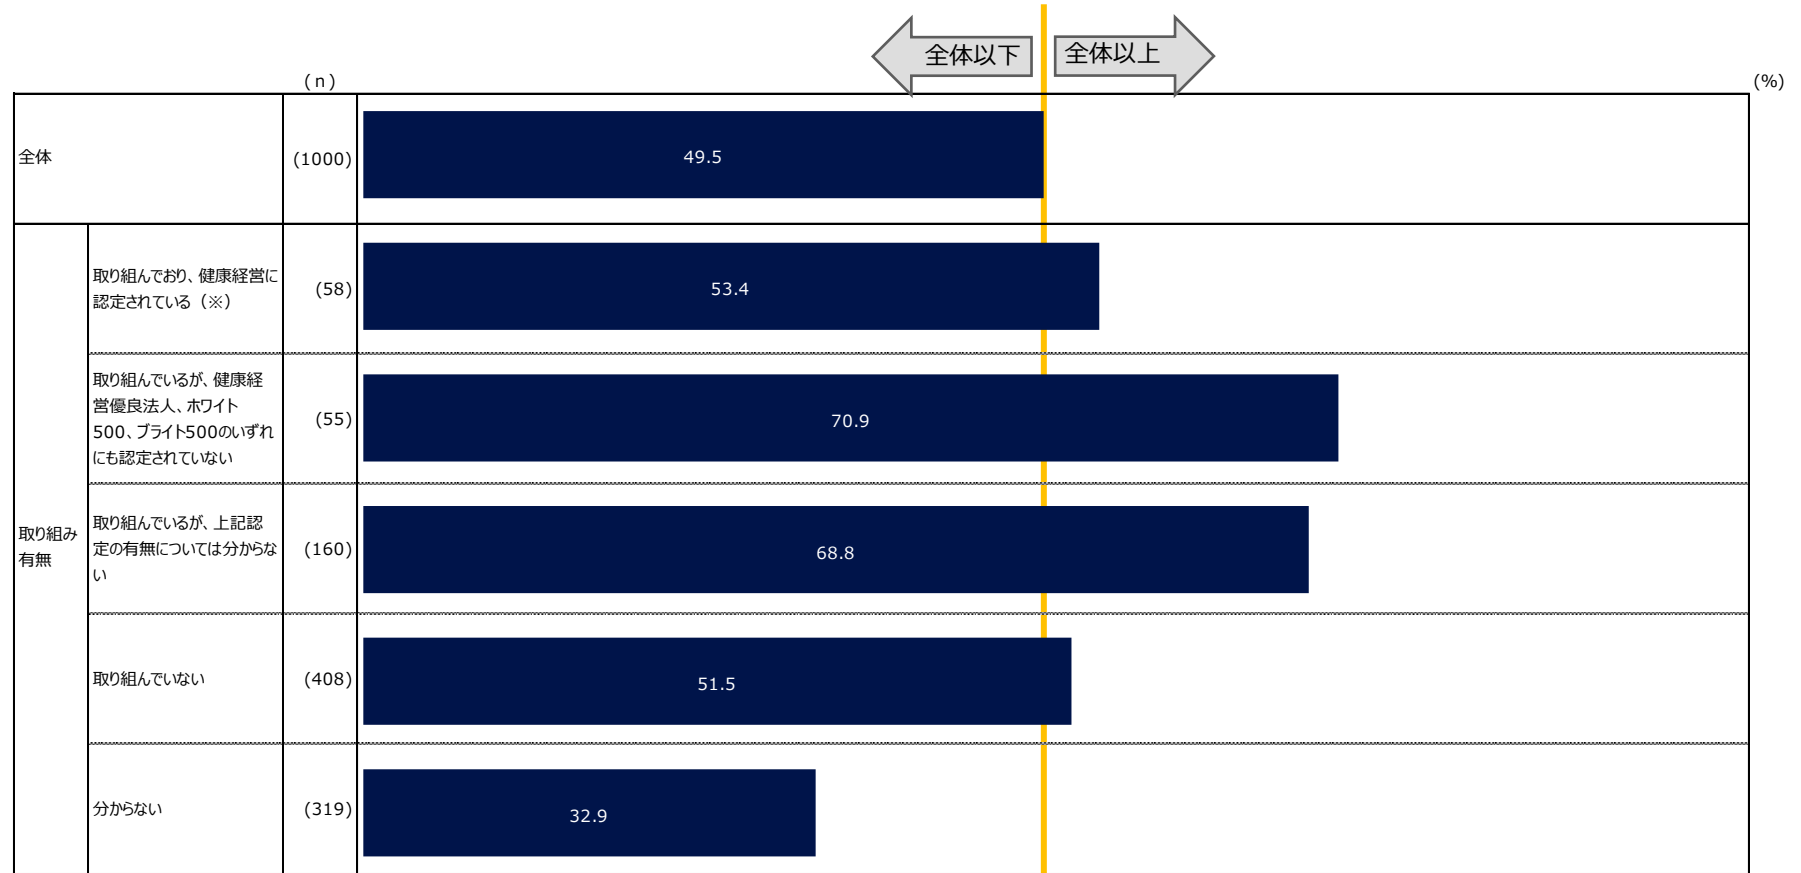 全体以下
全体以上
(n)
(%)
全体
(1000)
49.5
取り組み
有無
取り組んでおり、健康経営に
認定されている（※）
(58)
53.4
取り組んでいるが、健康経
営優良法人、ホワイト
500、ブライト500のいずれ
にも認定されていない
(55)
70.9
取り組んでいるが、上記認
定の有無については分からな
い
(160)
68.8
取り組んでいない
(408)
51.5
分からない
(319)
32.9